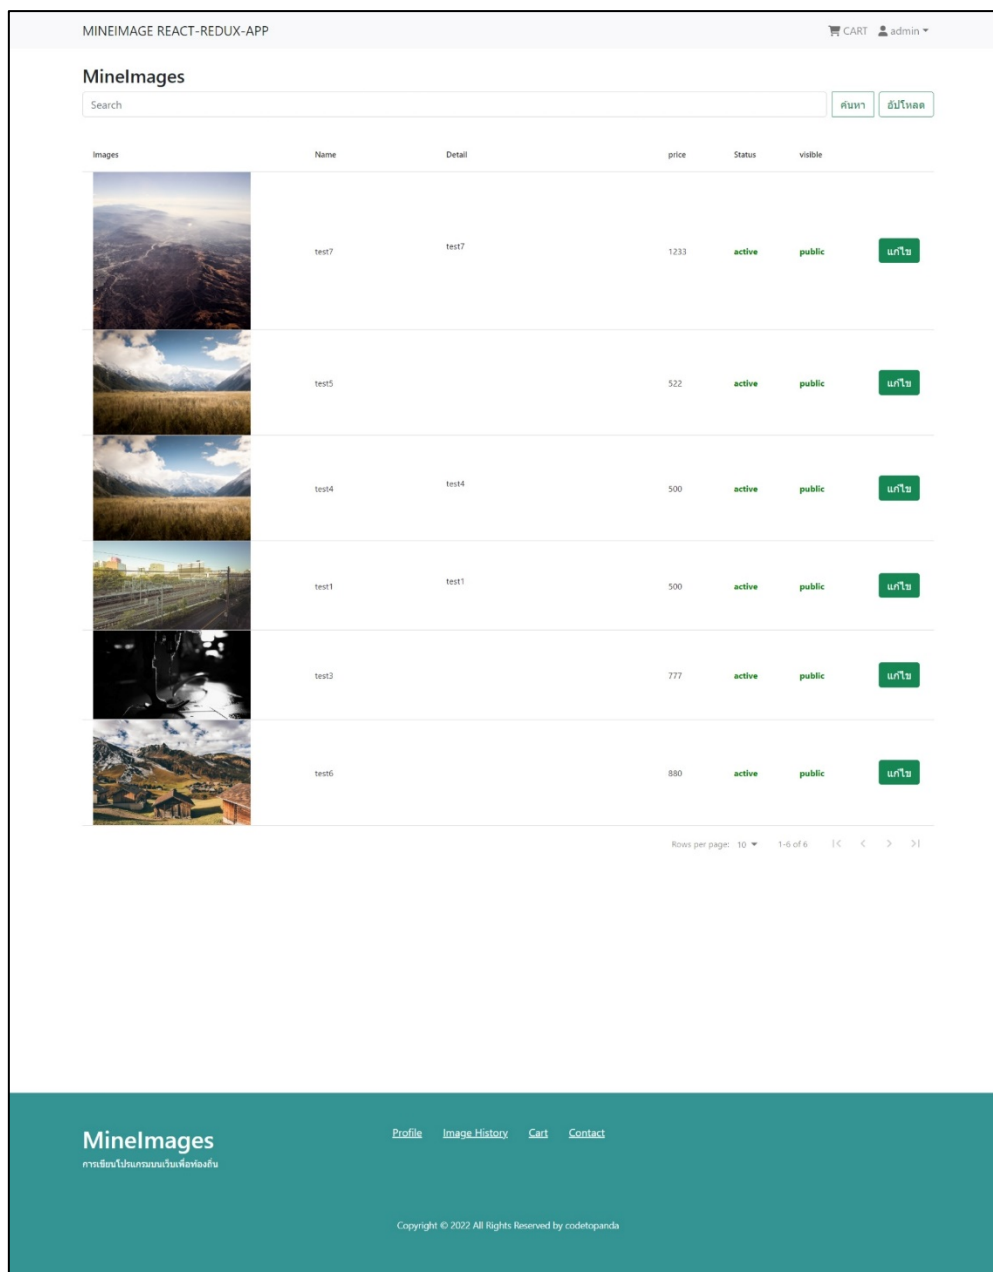 MINEIMAGE REACT-REDUX-APP CART admin
MineImages
Search ค้นหา อัปโหลด
Images Name Detail price Status visible
test7 test7 1233 active public แก้ไข
test5 522 active public แก้ไข
test4 test4 500 active public แก้ไข
test1 test1 500 active public แก้ไข
test3 777 active public แก้ไข
test6 880 active public แก้ไข
Rows per page: 10 1-6 of 6
MineImages Profile Image History Cart Contact
การเขียนโปรแกรมบนเว็บเพื่อท้องถิ่น
Copyright © 2022 All Rights Reserved by codetopanda